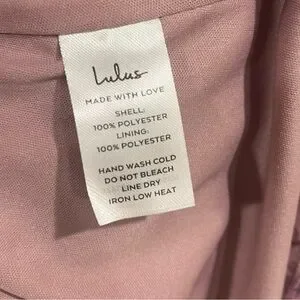 Lulus
MADE WITH LOVE
SHELL:
100% POLYESTER
LINING:
100% POLYESTER
HAND WASH COLD
DO NOT BLEACH
LINE DRY
IRON LOW HEAT